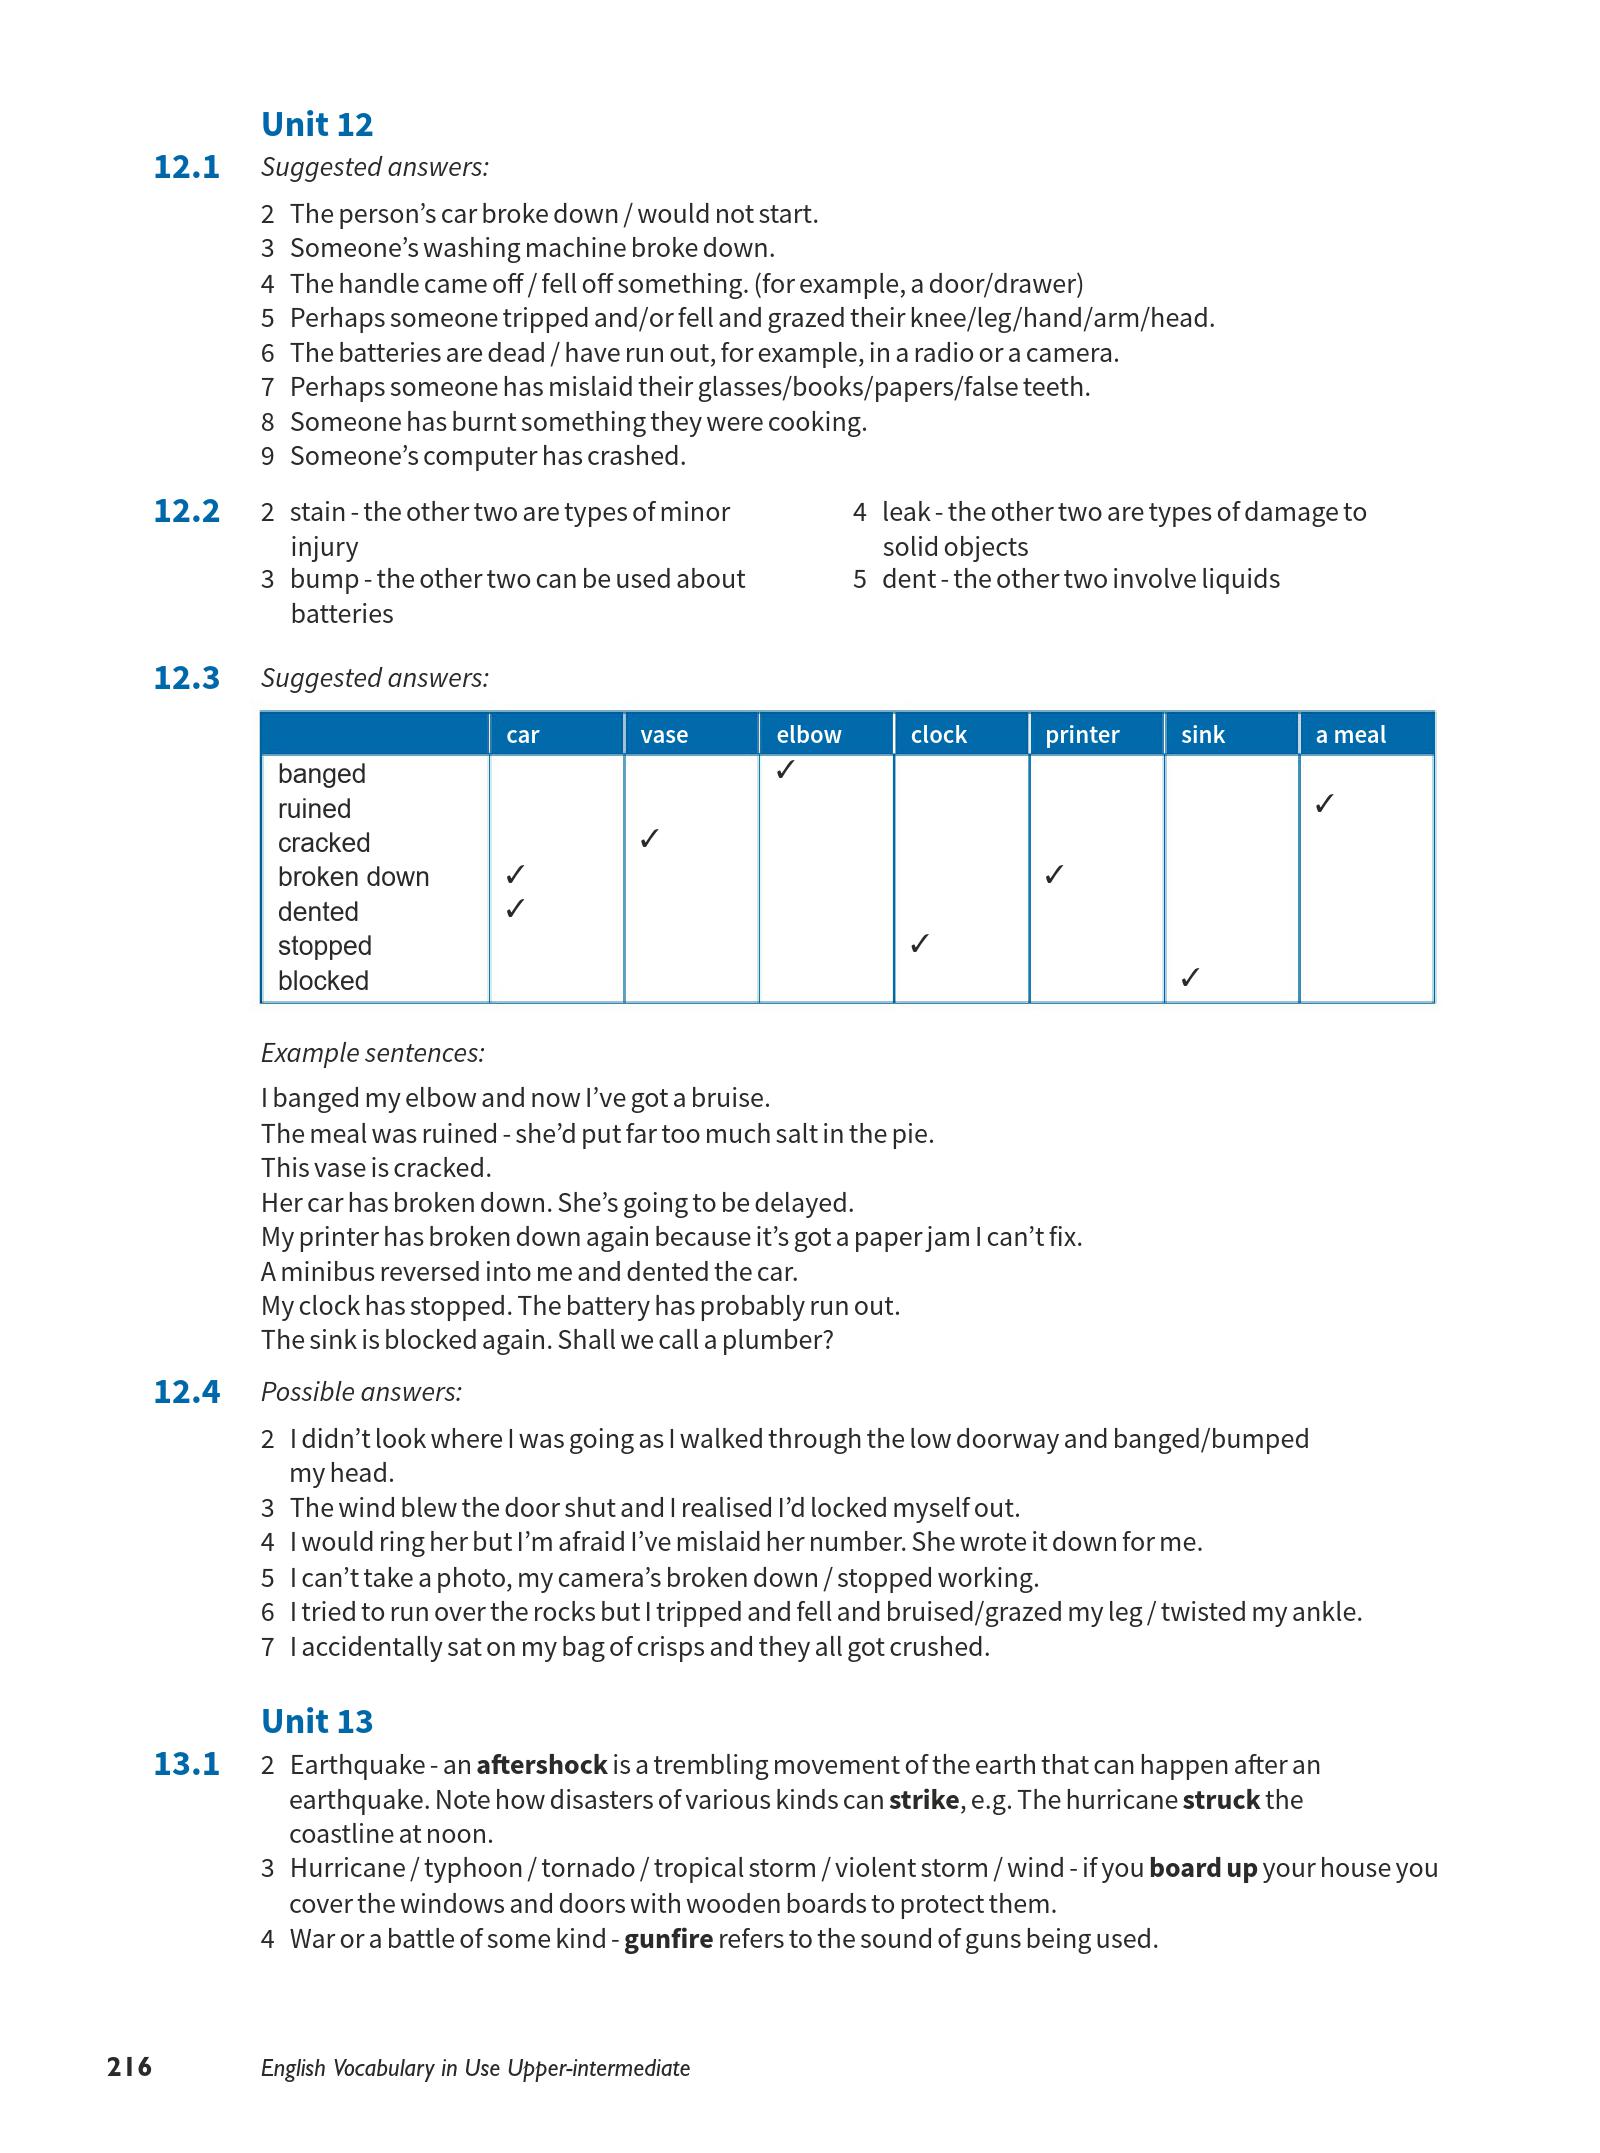 Unit 12
12.1 Suggested answers:
2 The person’s car broke down / would not start.
3 Someone’s washing machine broke down.
4 The handle came off / fell off something. (for example, a door/drawer)
5 Perhaps someone tripped and/or fell and grazed their knee/leg/hand/arm/head.
6 The batteries are dead / have run out, for example, in a radio or a camera.
7 Perhaps someone has mislaid their glasses/books/papers/false teeth.
8 Someone has burnt something they were cooking.
9 Someone’s computer has crashed.
12.2 2 stain - the other two are types of minor
injury
3 bump - the other two can be used about
batteries
4 leak - the other two are types of damage to
solid objects
5 dent - the other two involve liquids
12.3 Suggested answers:
car vase elbow clock printer sink a meal
banged ✓
ruined ✓
cracked ✓
broken down ✓ ✓
dented ✓
stopped ✓
blocked ✓
Example sentences:
I banged my elbow and now I’ve got a bruise.
The meal was ruined - she’d put far too much salt in the pie.
This vase is cracked.
Her car has broken down. She’s going to be delayed.
My printer has broken down again because it’s got a paper jam I can’t fix.
A minibus reversed into me and dented the car.
My clock has stopped. The battery has probably run out.
The sink is blocked again. Shall we call a plumber?
12.4 Possible answers:
2 I didn’t look where I was going as I walked through the low doorway and banged/bumped
my head.
3 The wind blew the door shut and I realised I’d locked myself out.
4 I would ring her but I’m afraid I’ve mislaid her number. She wrote it down for me.
5 I can’t take a photo, my camera’s broken down / stopped working.
6 I tried to run over the rocks but I tripped and fell and bruised/grazed my leg / twisted my ankle.
7 I accidentally sat on my bag of crisps and they all got crushed.
Unit 13
13.1 2 Earthquake - an aftershock is a trembling movement of the earth that can happen after an
earthquake. Note how disasters of various kinds can strike, e.g. The hurricane struck the
coastline at noon.
3 Hurricane / typhoon / tornado / tropical storm / violent storm / wind - if you board up your house you
cover the windows and doors with wooden boards to protect them.
4 War or a battle of some kind - gunfire refers to the sound of guns being used.
216 English Vocabulary in Use Upper-intermediate